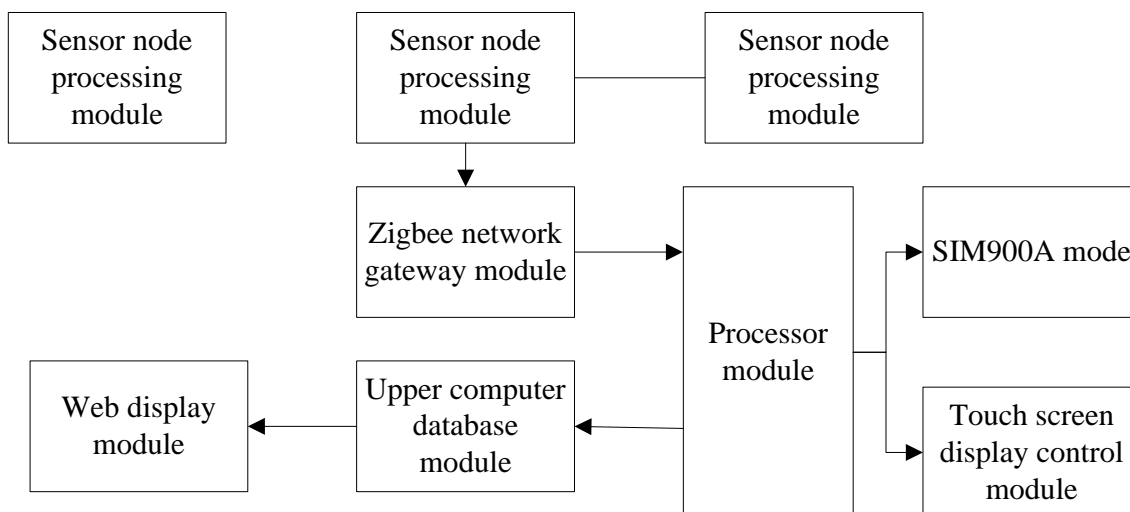 Sensor node
processing
module
Sensor node
processing
module
Sensor node
processing
module
Zigbee network
gateway module
Processor
module
SIM900A mode
Web display
module
Upper computer
database
module
Touch screen
display control
module